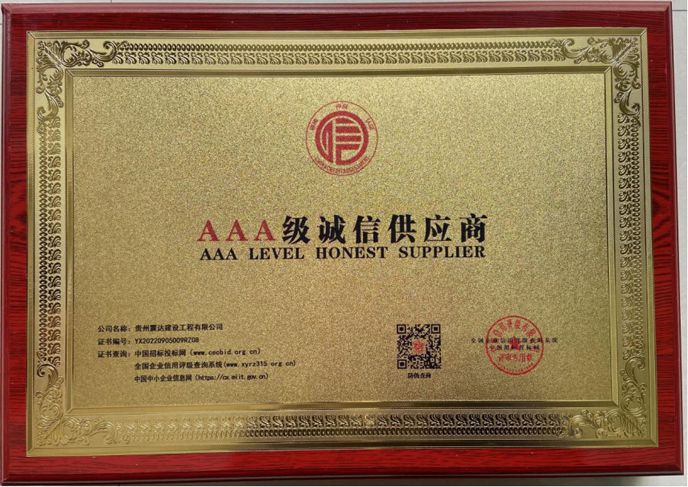 AAA级诚信供应商
AAA LEVEL HONEST SUPPLIER
公司名称：贵州震达建设工程有限公司
证书编号：YX202209050099Z08
证书查询：中国招标投标网(www.cecbid.org.cn)
全国企业信用评级查询系统(www.xyrz315.org.cn)
中国中小企业信息网(https://cx.miit.gov.cn)
防伪查询